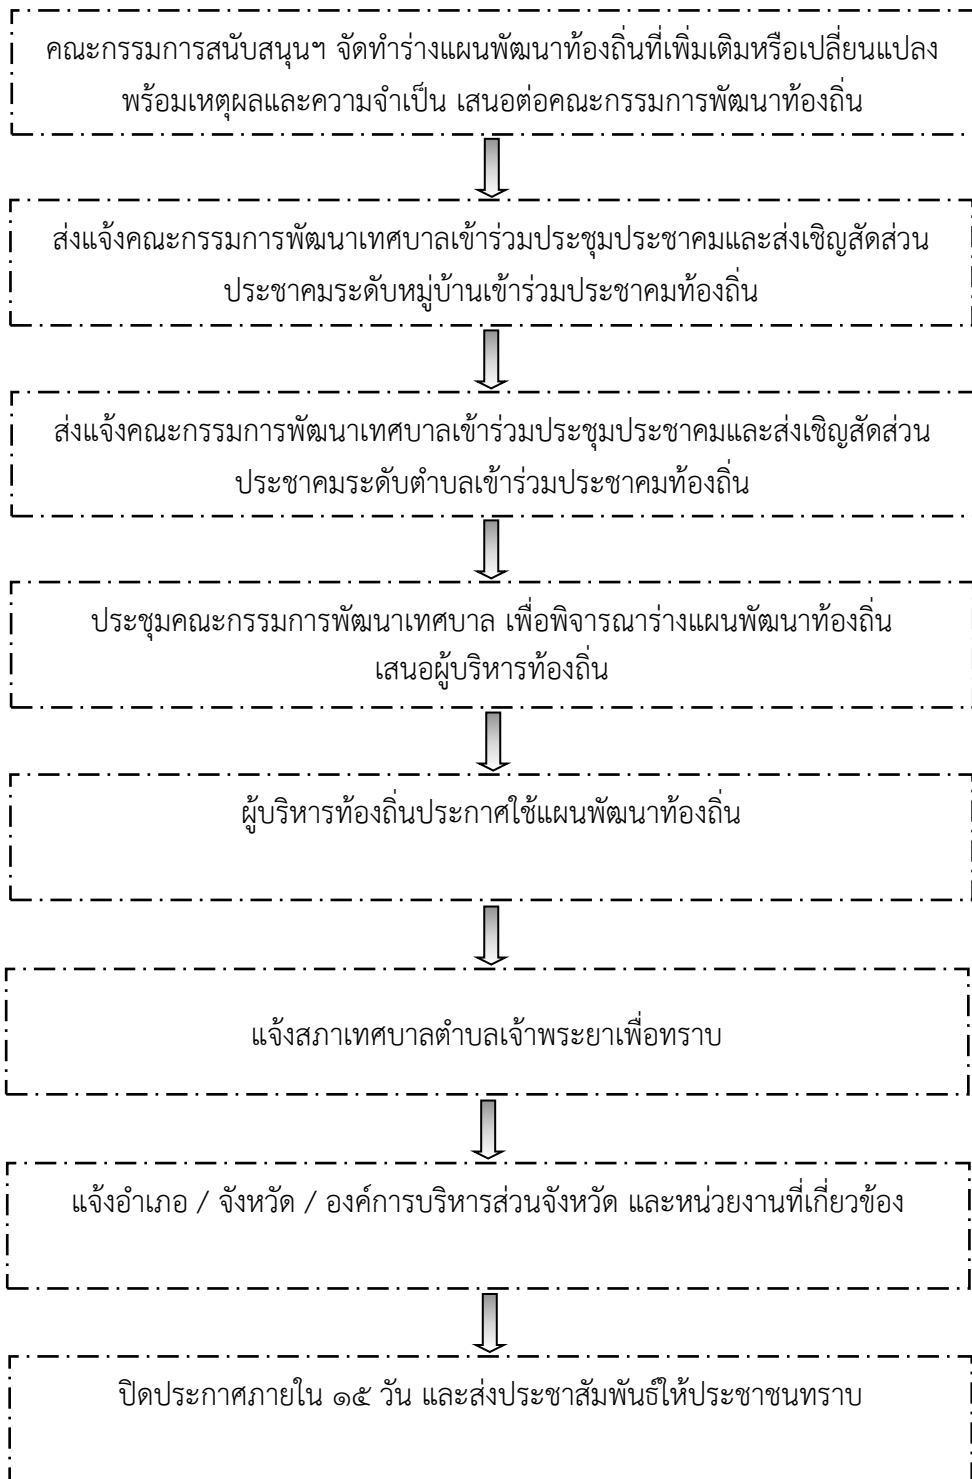 คณะกรรมการสนับสนุนฯ จัดทำร่างแผนพัฒนาท้องถิ่นที่เพิ่มเติมหรือเปลี่ยนแปลง
พร้อมเหตุผลและความจำเป็น เสนอต่อคณะกรรมการพัฒนาท้องถิ่น
ส่งแจ้งคณะกรรมการพัฒนาเทศบาลเข้าร่วมประชุมประชาคมและส่งเชิญสัดส่วน
ประชาคมระดับหมู่บ้านเข้าร่วมประชาคมท้องถิ่น
ส่งแจ้งคณะกรรมการพัฒนาเทศบาลเข้าร่วมประชุมประชาคมและส่งเชิญสัดส่วน
ประชาคมระดับตำบลเข้าร่วมประชาคมท้องถิ่น
ประชุมคณะกรรมการพัฒนาเทศบาล เพื่อพิจารณาร่างแผนพัฒนาท้องถิ่น
เสนอผู้บริหารท้องถิ่น
ผู้บริหารท้องถิ่นประกาศใช้แผนพัฒนาท้องถิ่น
แจ้งสภาเทศบาลตำบลเจ้าพระยาเพื่อทราบ
แจ้งอำเภอ / จังหวัด / องค์การบริหารส่วนจังหวัด และหน่วยงานที่เกี่ยวข้อง
ปิดประกาศภายใน ๑๕ วัน และส่งประชาสัมพันธ์ให้ประชาชนทราบ